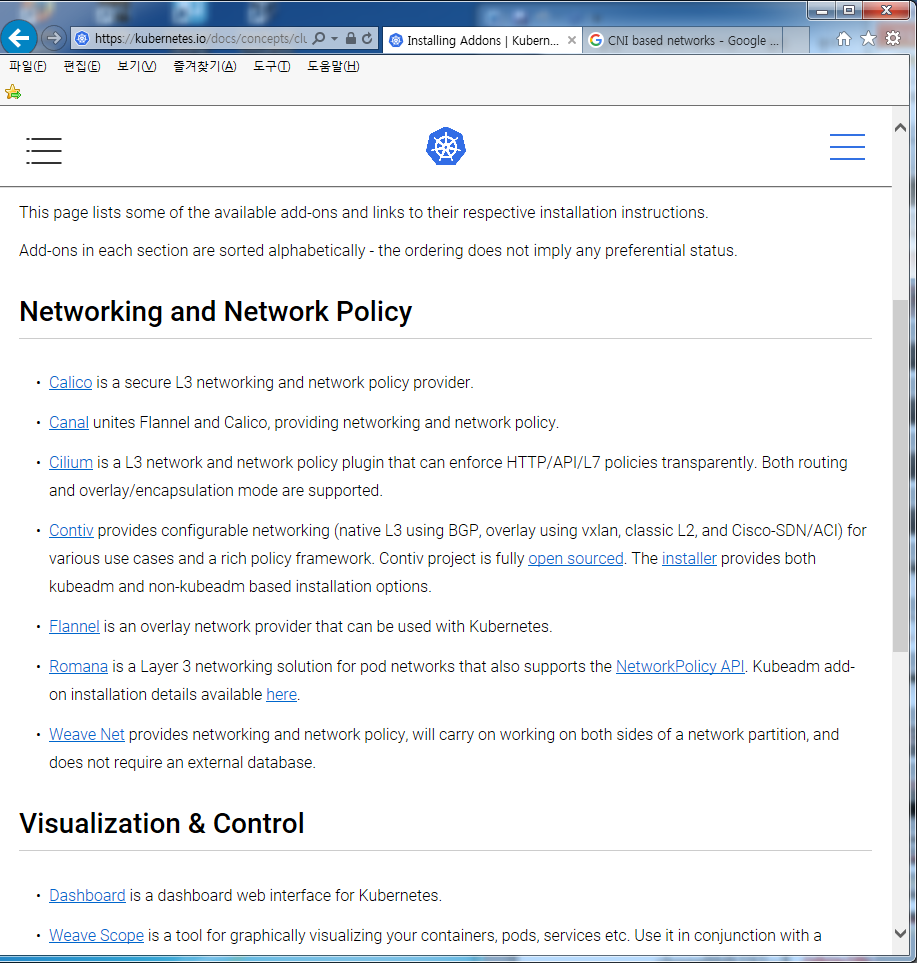 https://kubernetes.io/docs/concepts/clu
Installing Addons | Kubern...
CNI based networks - Google ...
파일(F) 편집(E) 보기(V) 즐겨찾기(A) 도구(T) 도움말(H)
This page lists some of the available add-ons and links to their respective installation instructions.
Add-ons in each section are sorted alphabetically - the ordering does not imply any preferential status.
Networking and Network Policy
• Calico is a secure L3 networking and network policy provider.
• Canal unites Flannel and Calico, providing networking and network policy.
• Cilium is a L3 network and network policy plugin that can enforce HTTP/API/L7 policies transparently. Both routing
and overlay/encapsulation mode are supported.
• Contiv provides configurable networking (native L3 using BGP, overlay using vxlan, classic L2, and Cisco-SDN/ACI) for
various use cases and a rich policy framework. Contiv project is fully open sourced. The installer provides both
kubeadm and non-kubeadm based installation options.
• Flannel is an overlay network provider that can be used with Kubernetes.
• Romana is a Layer 3 networking solution for pod networks that also supports the NetworkPolicy API. Kubeadm add-
on installation details available here.
• Weave Net provides networking and network policy, will carry on working on both sides of a network partition, and
does not require an external database.
Visualization & Control
• Dashboard is a dashboard web interface for Kubernetes.
• Weave Scope is a tool for graphically visualizing your containers, pods, services etc. Use it in conjunction with a